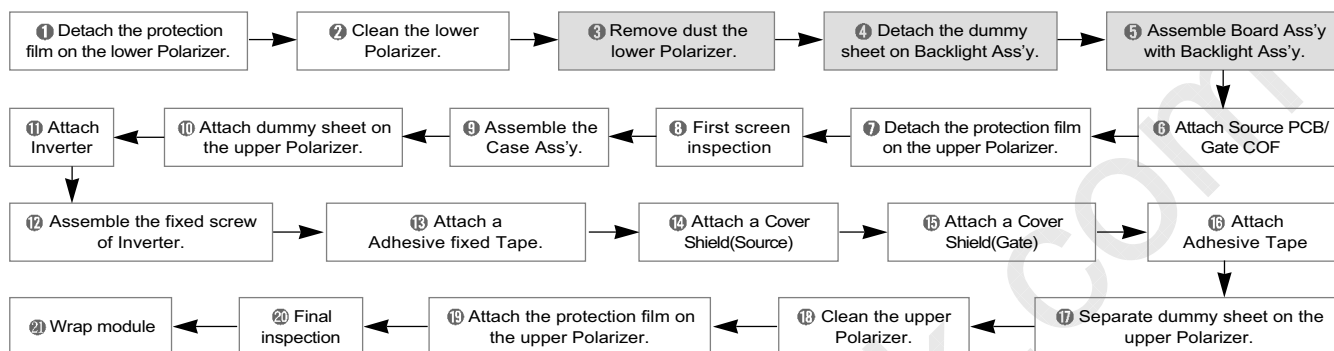 ❶ Detach the protection
film on the lower Polarizer.
❷ Clean the lower
Polarizer.
❸ Remove dust the
lower Polarizer.
❹ Detach the dummy
sheet on Backlight Ass'y.
❺ Assemble Board Ass'y
with Backlight Ass'y.
❻ Attach Source PCB/
Gate COF
❼ Detach the protection film
on the upper Polarizer.
❽ First screen
inspection
❾ Assemble the
Case Ass'y.
❿ Attach dummy sheet on
the upper Polarizer.
⓫ Attach
Inverter
⓬ Assemble the fixed screw
of Inverter.
⓭ Attach a
Adhesive fixed Tape.
⓮ Attach a Cover
Shield(Source)
⓯ Attach a Cover
Shield(Gate)
⓰ Attach
Adhesive Tape
⓱ Separate dummy sheet on the
upper Polarizer.
⓲ Clean the upper
Polarizer.
⓳ Attach the protection film on
the upper Polarizer.
⓴ Final
inspection
㉑ Wrap module
com